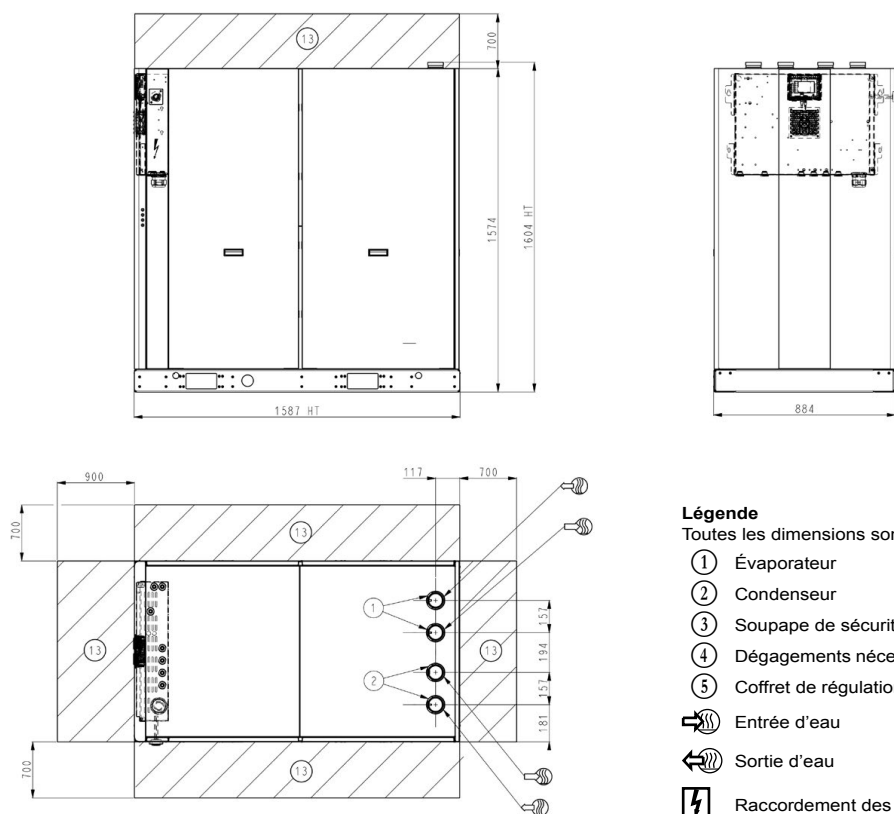 13
700
1574
1604 HT
1587 HT
884
900
117
700
700
13
13
1
2
13
13
157
194
157
181
700
Légende
Toutes les dimensions son
1 Évaporateur
2 Condenseur
3 Soupape de sécurit
4 Dégagements néce
5 Coffret de régulatio
Entrée d'eau
Sortie d'eau
Raccordement des